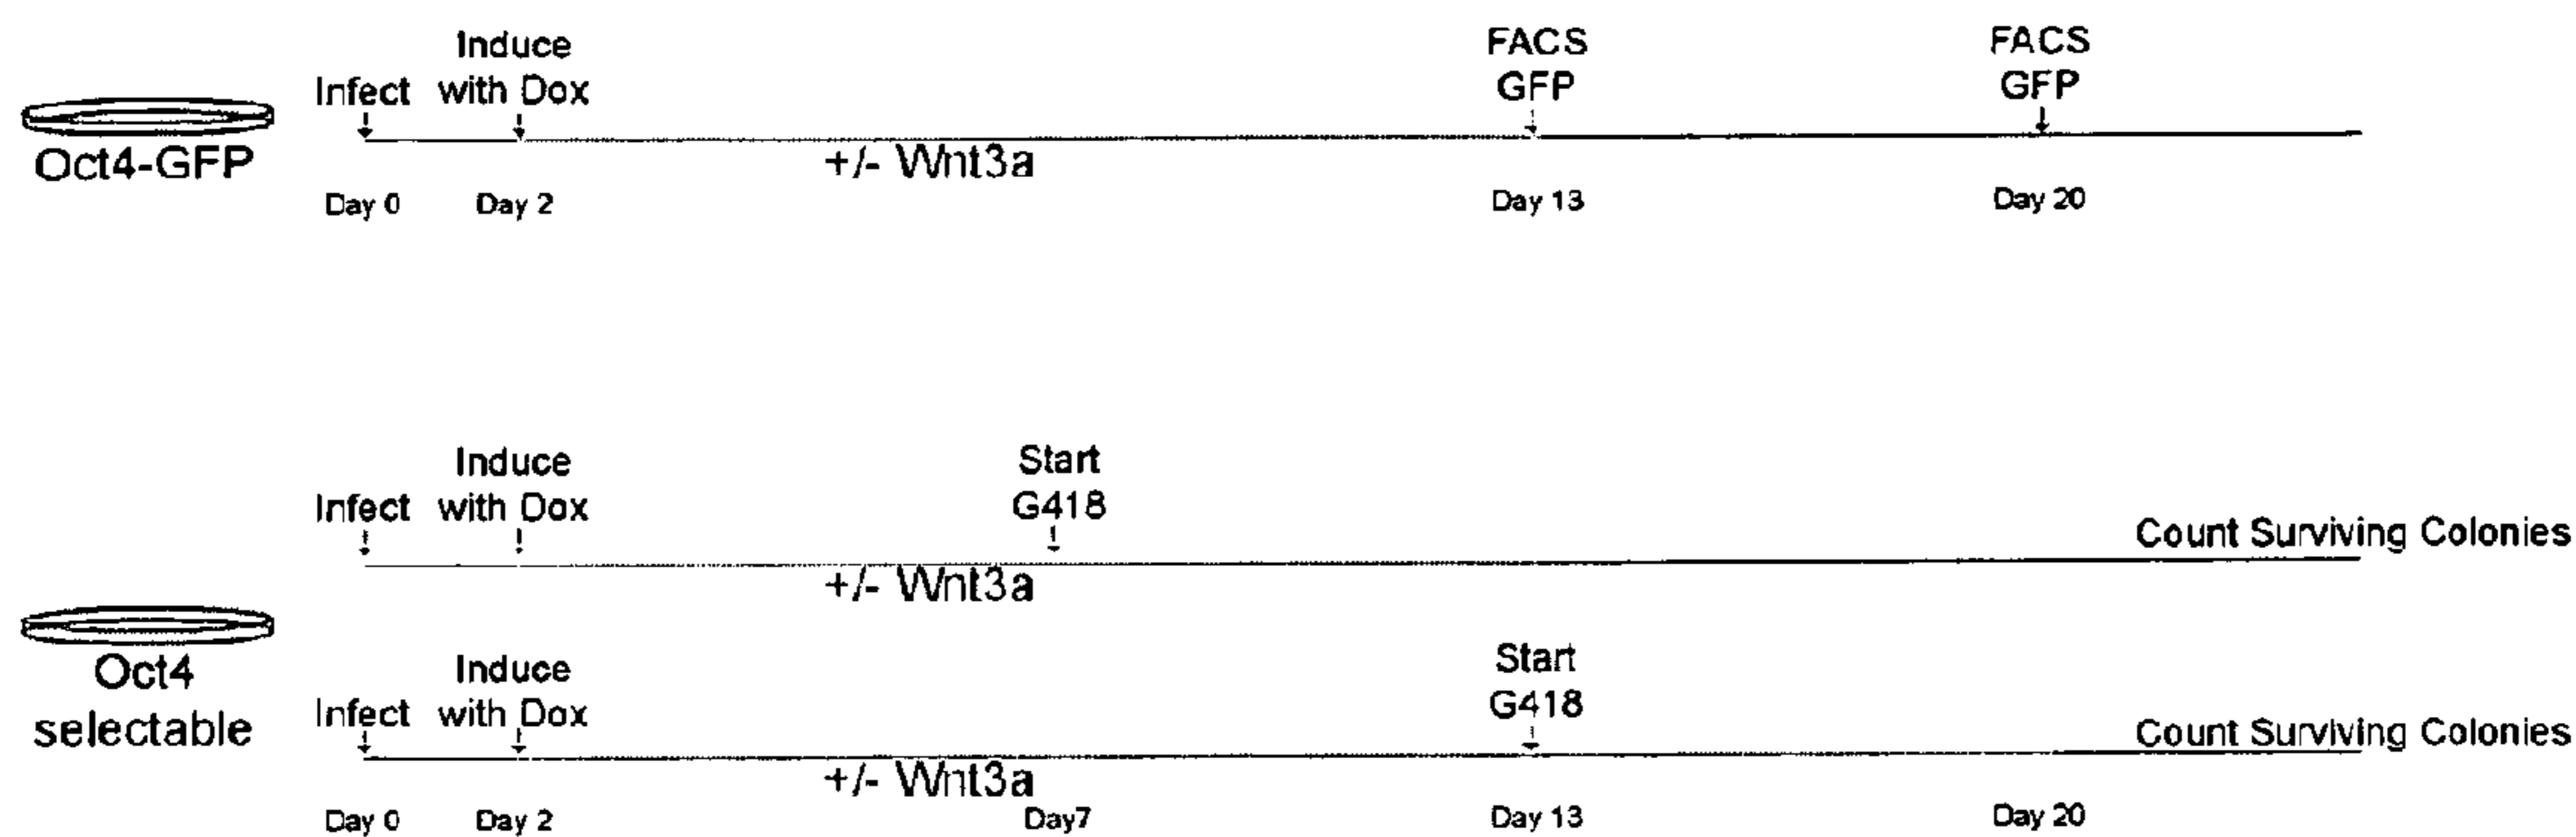 Infect
Induce
with Dox
FACS
GFP
FACS
GFP
Oct4-GFP
+/- Wnt3a
Day 0
Day 2
Day 13
Day 20
Infect
Induce
with Dox
Start
G418
Count Surviving Colonies
+/- Wnt3a
Oct4
selectable
Infect
Induce
with Dox
Start
G418
Count Surviving Colonies
+/- Wnt3a
Day 0
Day 2
Day7
Day 13
Day 20